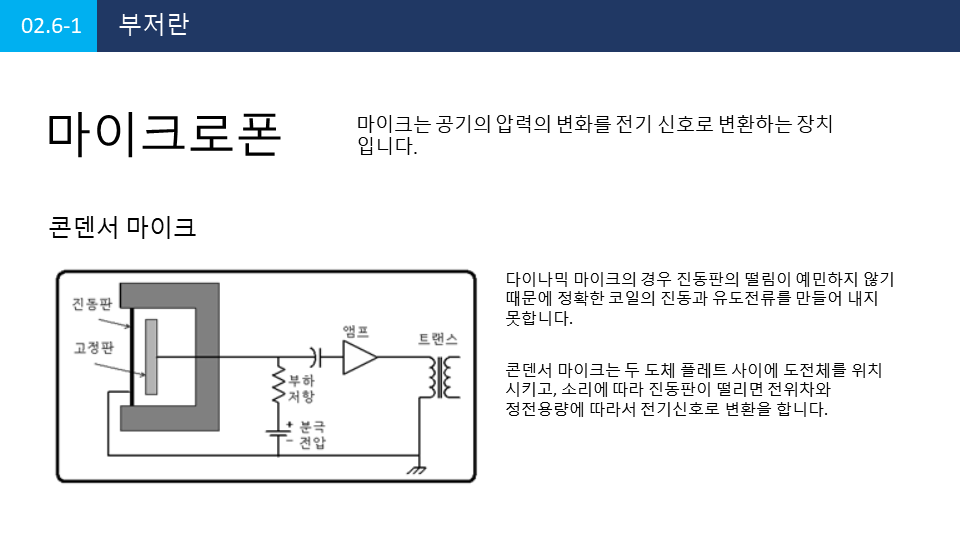 02.6-1
부저란
마이크로폰
마이크는 공기의 압력의 변화를 전기 신호로 변환하는 장치
입니다.
콘덴서 마이크
진동판
고정판
앰프
트랜스
부하
저항
+ 분극
- 전압
다이나믹 마이크의 경우 진동판의 떨림이 예민하지 않기
때문에 정확한 코일의 진동과 유도전류를 만들어 내지
못합니다.
콘덴서 마이크는 두 도체 플레트 사이에 도전체를 위치
시키고, 소리에 따라 진동판이 떨리면 전위차와
정전용량에 따라서 전기신호로 변환을 합니다.